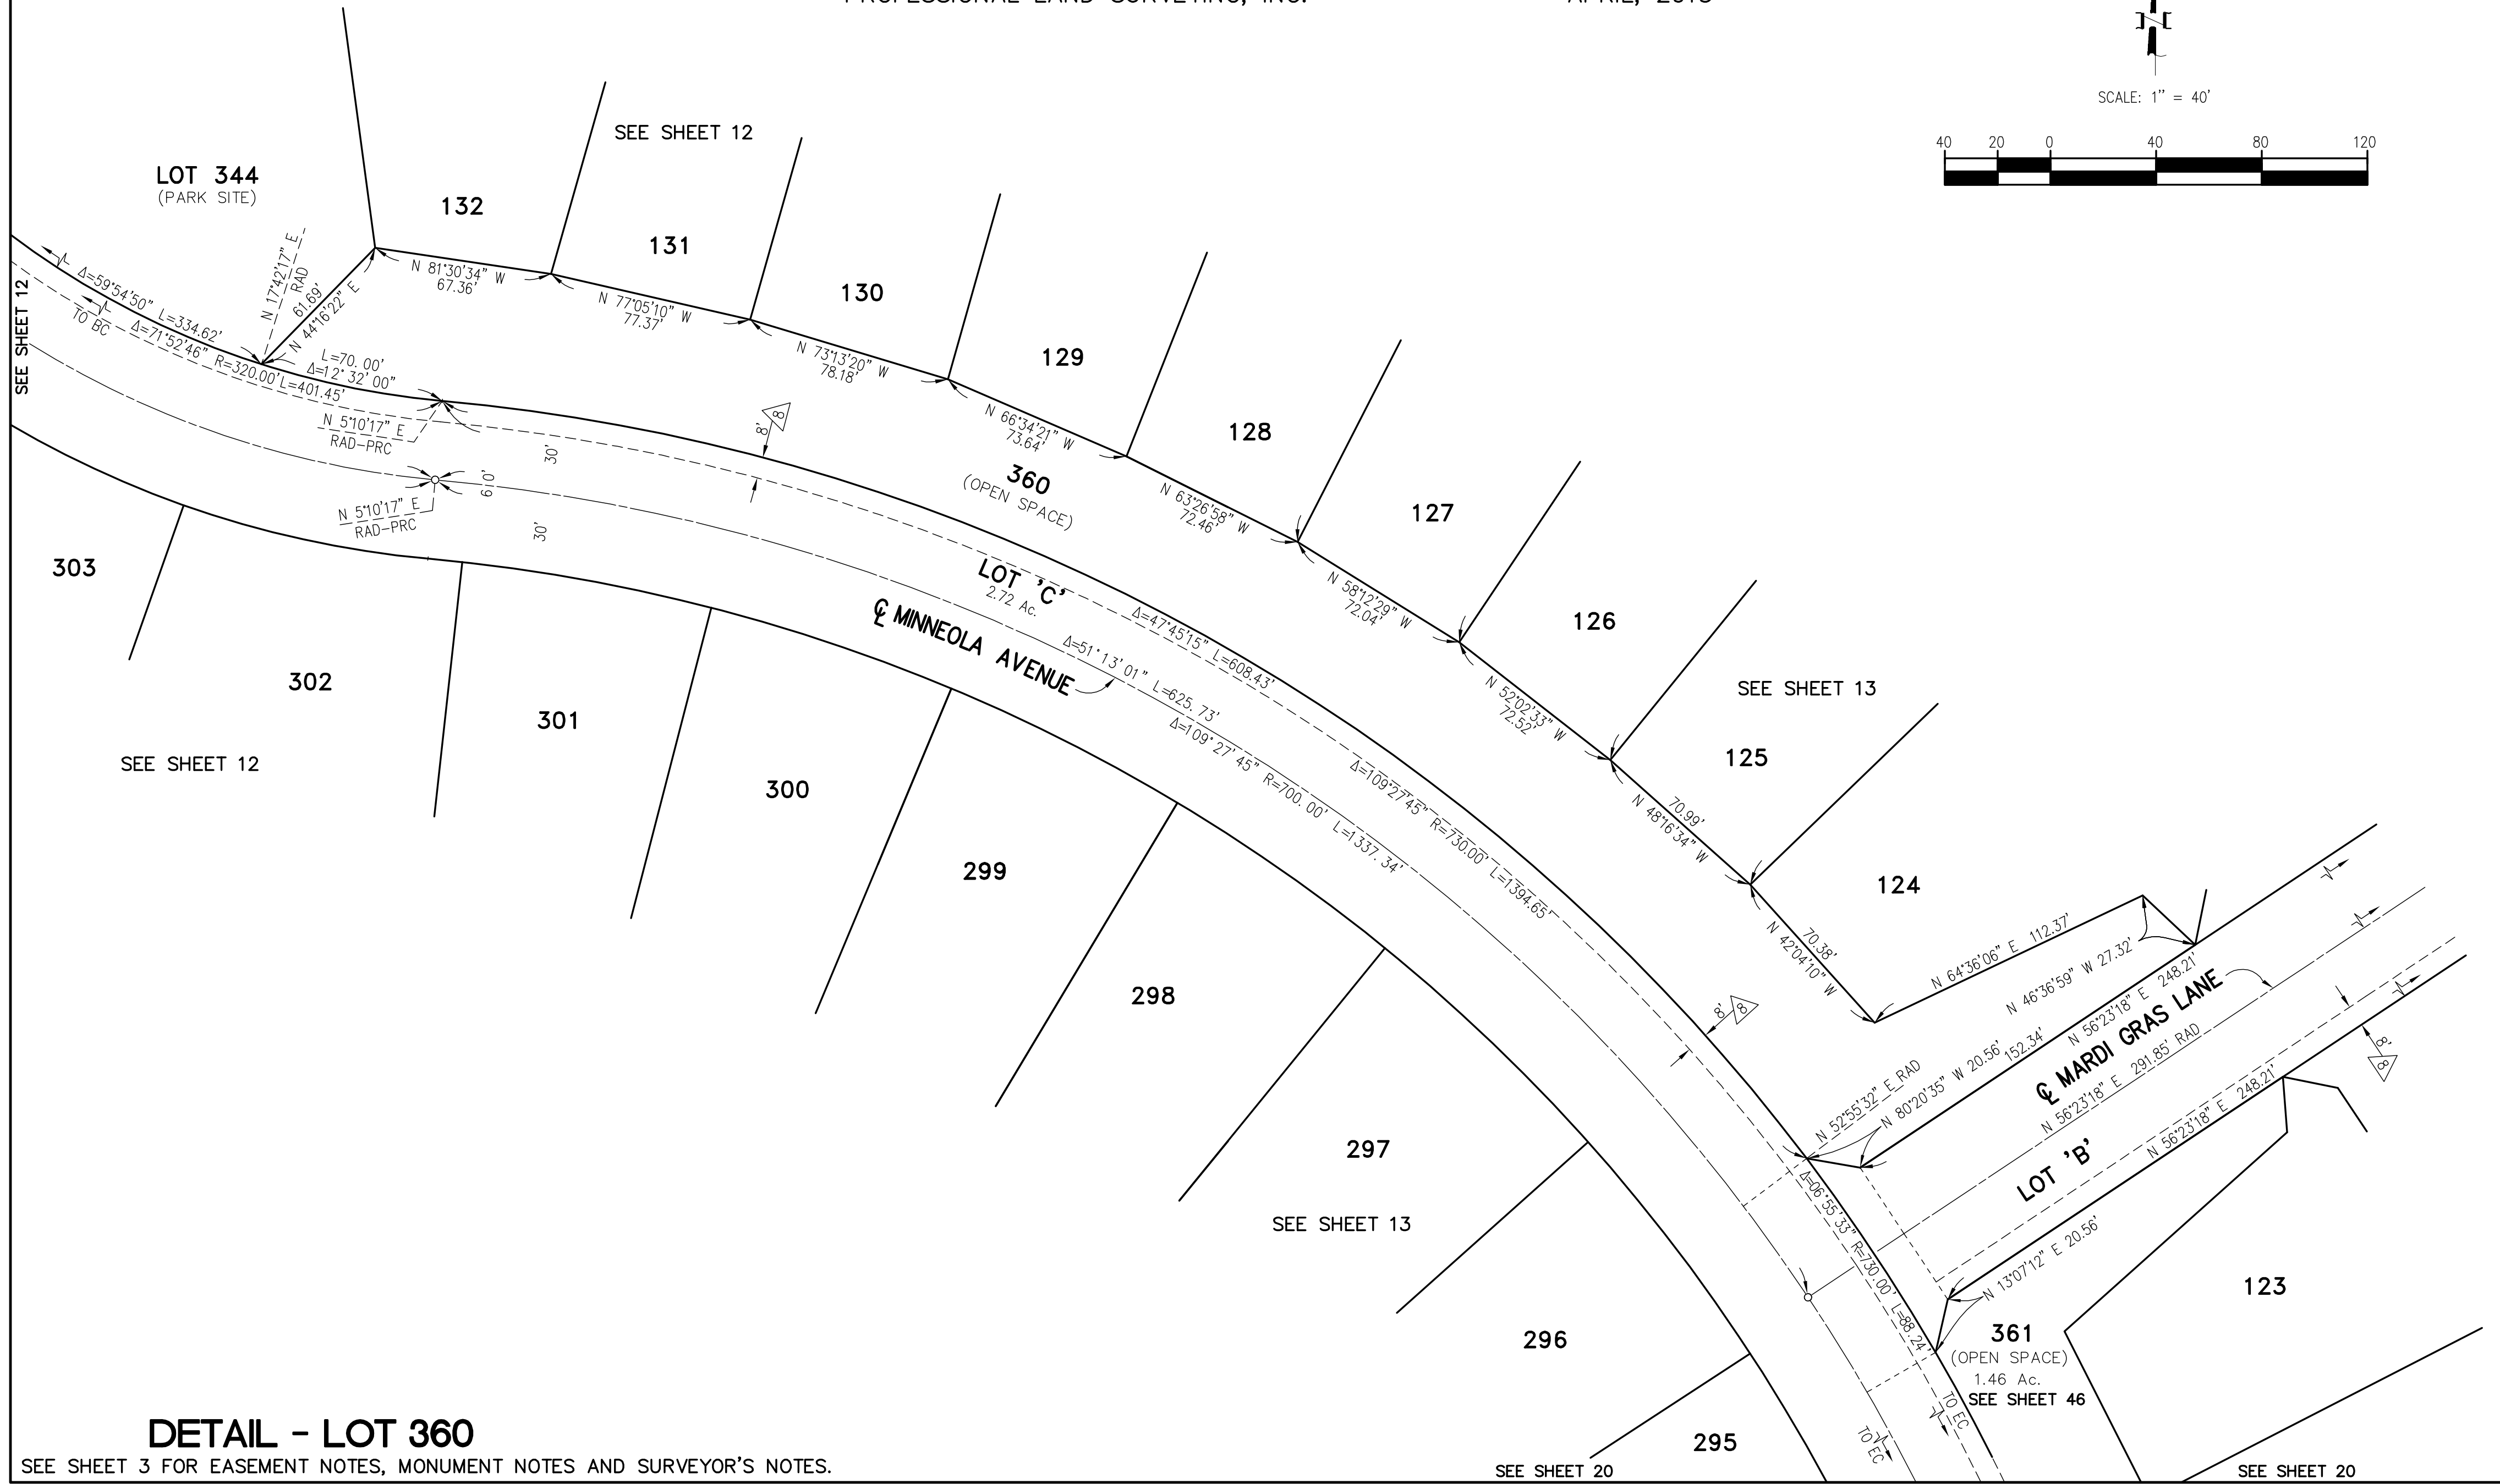 SCALE: 1" = 40'
40 20 0 40 80 120
SEE SHEET 12
LOT 344
(PARK SITE)
132
131
130
129
128
127
126
125
124
N 17°42'17" E
RAD
61.69'
N 44°16'22" E
N 81°30'34" W
67.36'
N 77°05'10" W
77.37'
N 73°13'20" W
78.18'
N 66°34'21" W
73.64'
N 63°26'58" W
72.46'
N 58°12'29" W
72.04'
N 52°02'33" W
72.52'
70.99'
N 48°16'34" W
70.38'
N 42°04'10" W
SEE SHEET 13
SEE SHEET 12
Δ=59°54'50" L=334.62'
TO BC
Δ=71°52'46" R=320.00' L=401.45'
L=70.00'
Δ=12°32'00"
N 5°10'17" E
RAD-PRC
N 5°10'17" E
RAD-PRC
60'
30'
30'
8'
8
360
(OPEN SPACE)
LOT 'C'
2.72 Ac.
℄ MINNEOLA AVENUE
Δ=47°45'15" L=608.43'
Δ=51°13'01" L=625.73'
Δ=109°27'45" R=700.00' L=1337.34'
Δ=109°27'45" R=730.00' L=1394.65'
303
302
301
300
299
298
297
296
295
SEE SHEET 12
SEE SHEET 13
8'
8
N 64°36'06" E 112.37'
N 46°36'59" W 27.32'
N 56°23'18" E 248.21'
152.34'
℄ MARDI GRAS LANE
N 56°23'18" E 291.85' RAD
N 52°55'32" E RAD
N 80°20'35" W 20.56'
LOT 'B'
N 56°23'18" E 248.21'
8'
8
N 13°07'12" E 20.56'
Δ=06°55'33" R=730.00' L=88.24'
TO EC
TO EC
361
(OPEN SPACE)
1.46 Ac.
SEE SHEET 46
123
DETAIL - LOT 360
SEE SHEET 3 FOR EASEMENT NOTES, MONUMENT NOTES AND SURVEYOR'S NOTES.
SEE SHEET 20
SEE SHEET 20